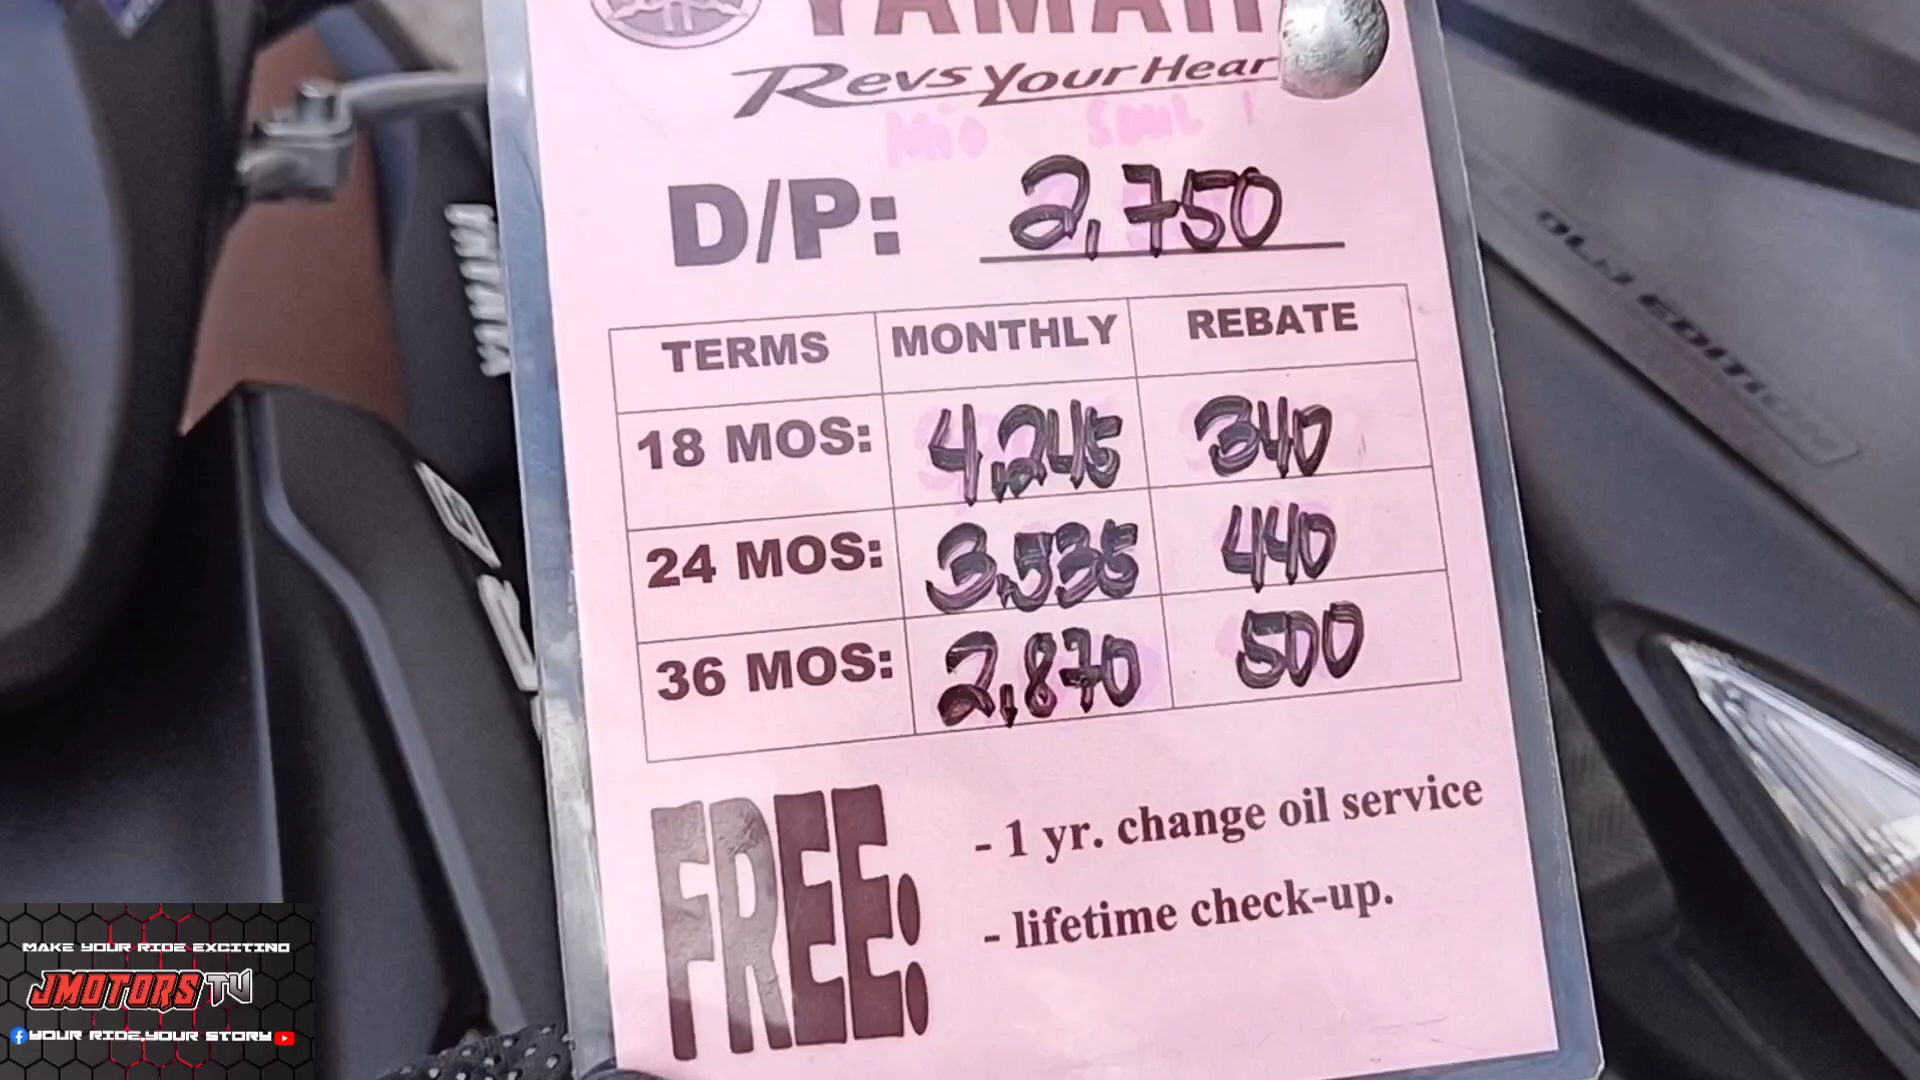 YAMAH
Revs Your Hear
Mio Soul i
D/P: 2,750
TERMS MONTHLY REBATE
18 MOS: 4,245 340
24 MOS: 3,535 440
36 MOS: 2,870 500
FREE:
- 1 yr. change oil service
- lifetime check-up.
EDITION
MAKE YOUR RIDE EXCITING
JMOTORS TV
YOUR RIDE,YOUR STORY